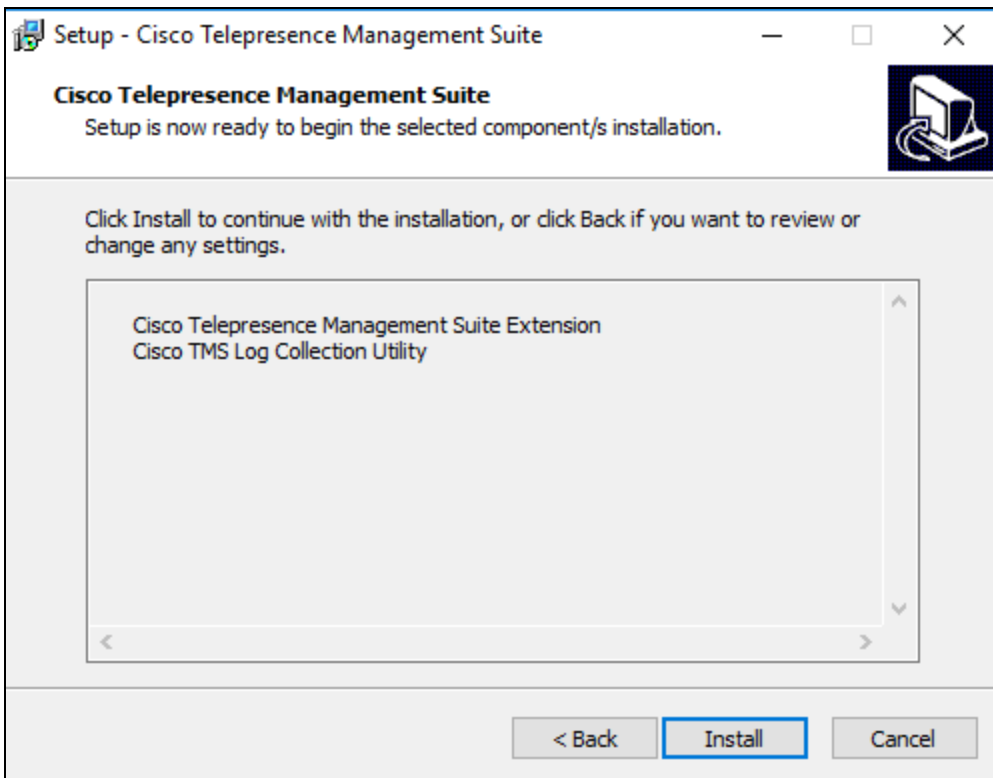 Setup - Cisco Telepresence Management Suite
Cisco Telepresence Management Suite
Setup is now ready to begin the selected component/s installation.
Click Install to continue with the installation, or click Back if you want to review or
change any settings.
Cisco Telepresence Management Suite Extension
Cisco TMS Log Collection Utility
< Back
Install
Cancel